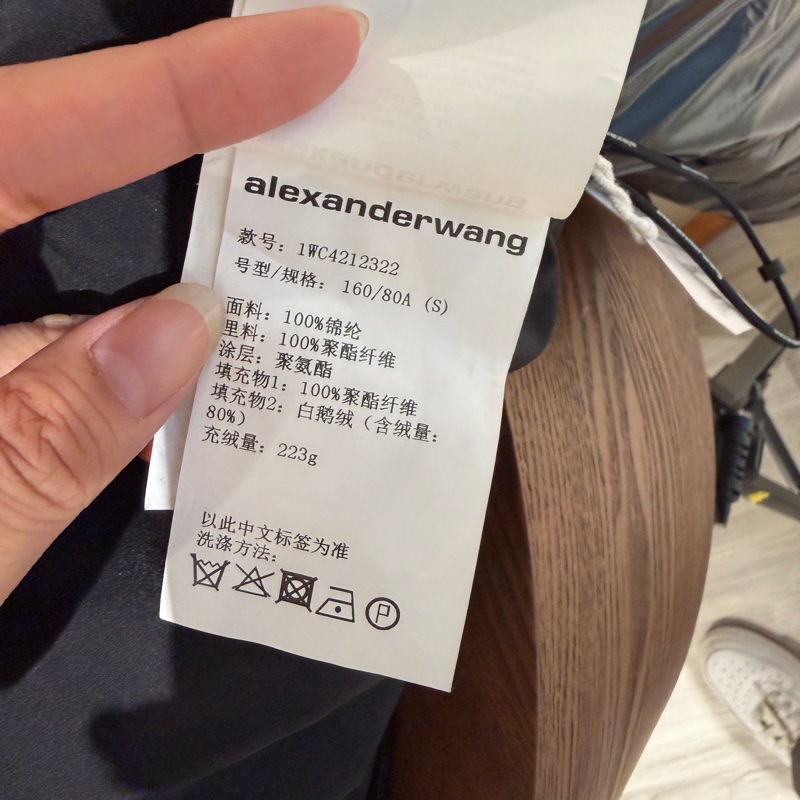 alexanderwang
款号：1WC4212322
号型/规格：160/80A (S)
面料：100%锦纶
里料：100%聚酯纤维
涂层：聚氨酯
填充物1：100%聚酯纤维
填充物2：白鹅绒（含绒量：
80%）
充绒量：223g
以此中文标签为准
洗涤方法：
P